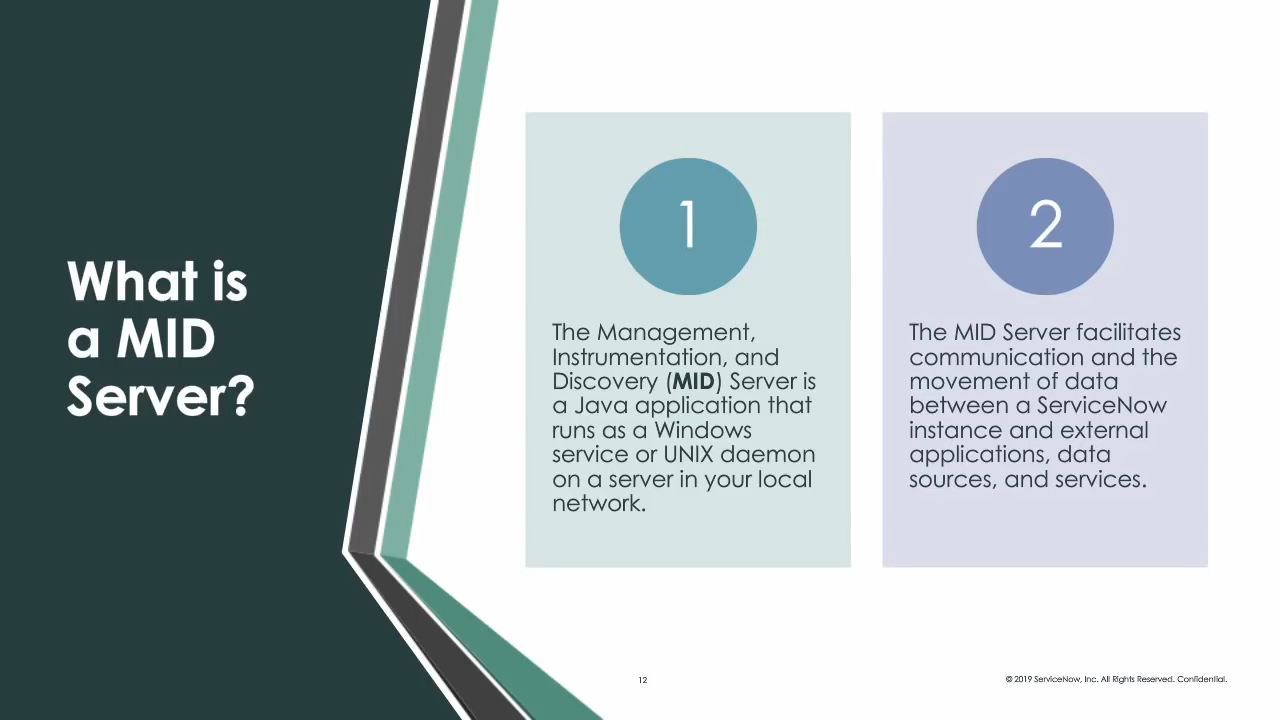 What is
a MID
Server?
1
The Management,
Instrumentation, and
Discovery (MID) Server is
a Java application that
runs as a Windows
service or UNIX daemon
on a server in your local
network.
2
The MID Server facilitates
communication and the
movement of data
between a ServiceNow
instance and external
applications, data
sources, and services.
12
© 2019 ServiceNow, Inc. All Rights Reserved. Confidential.